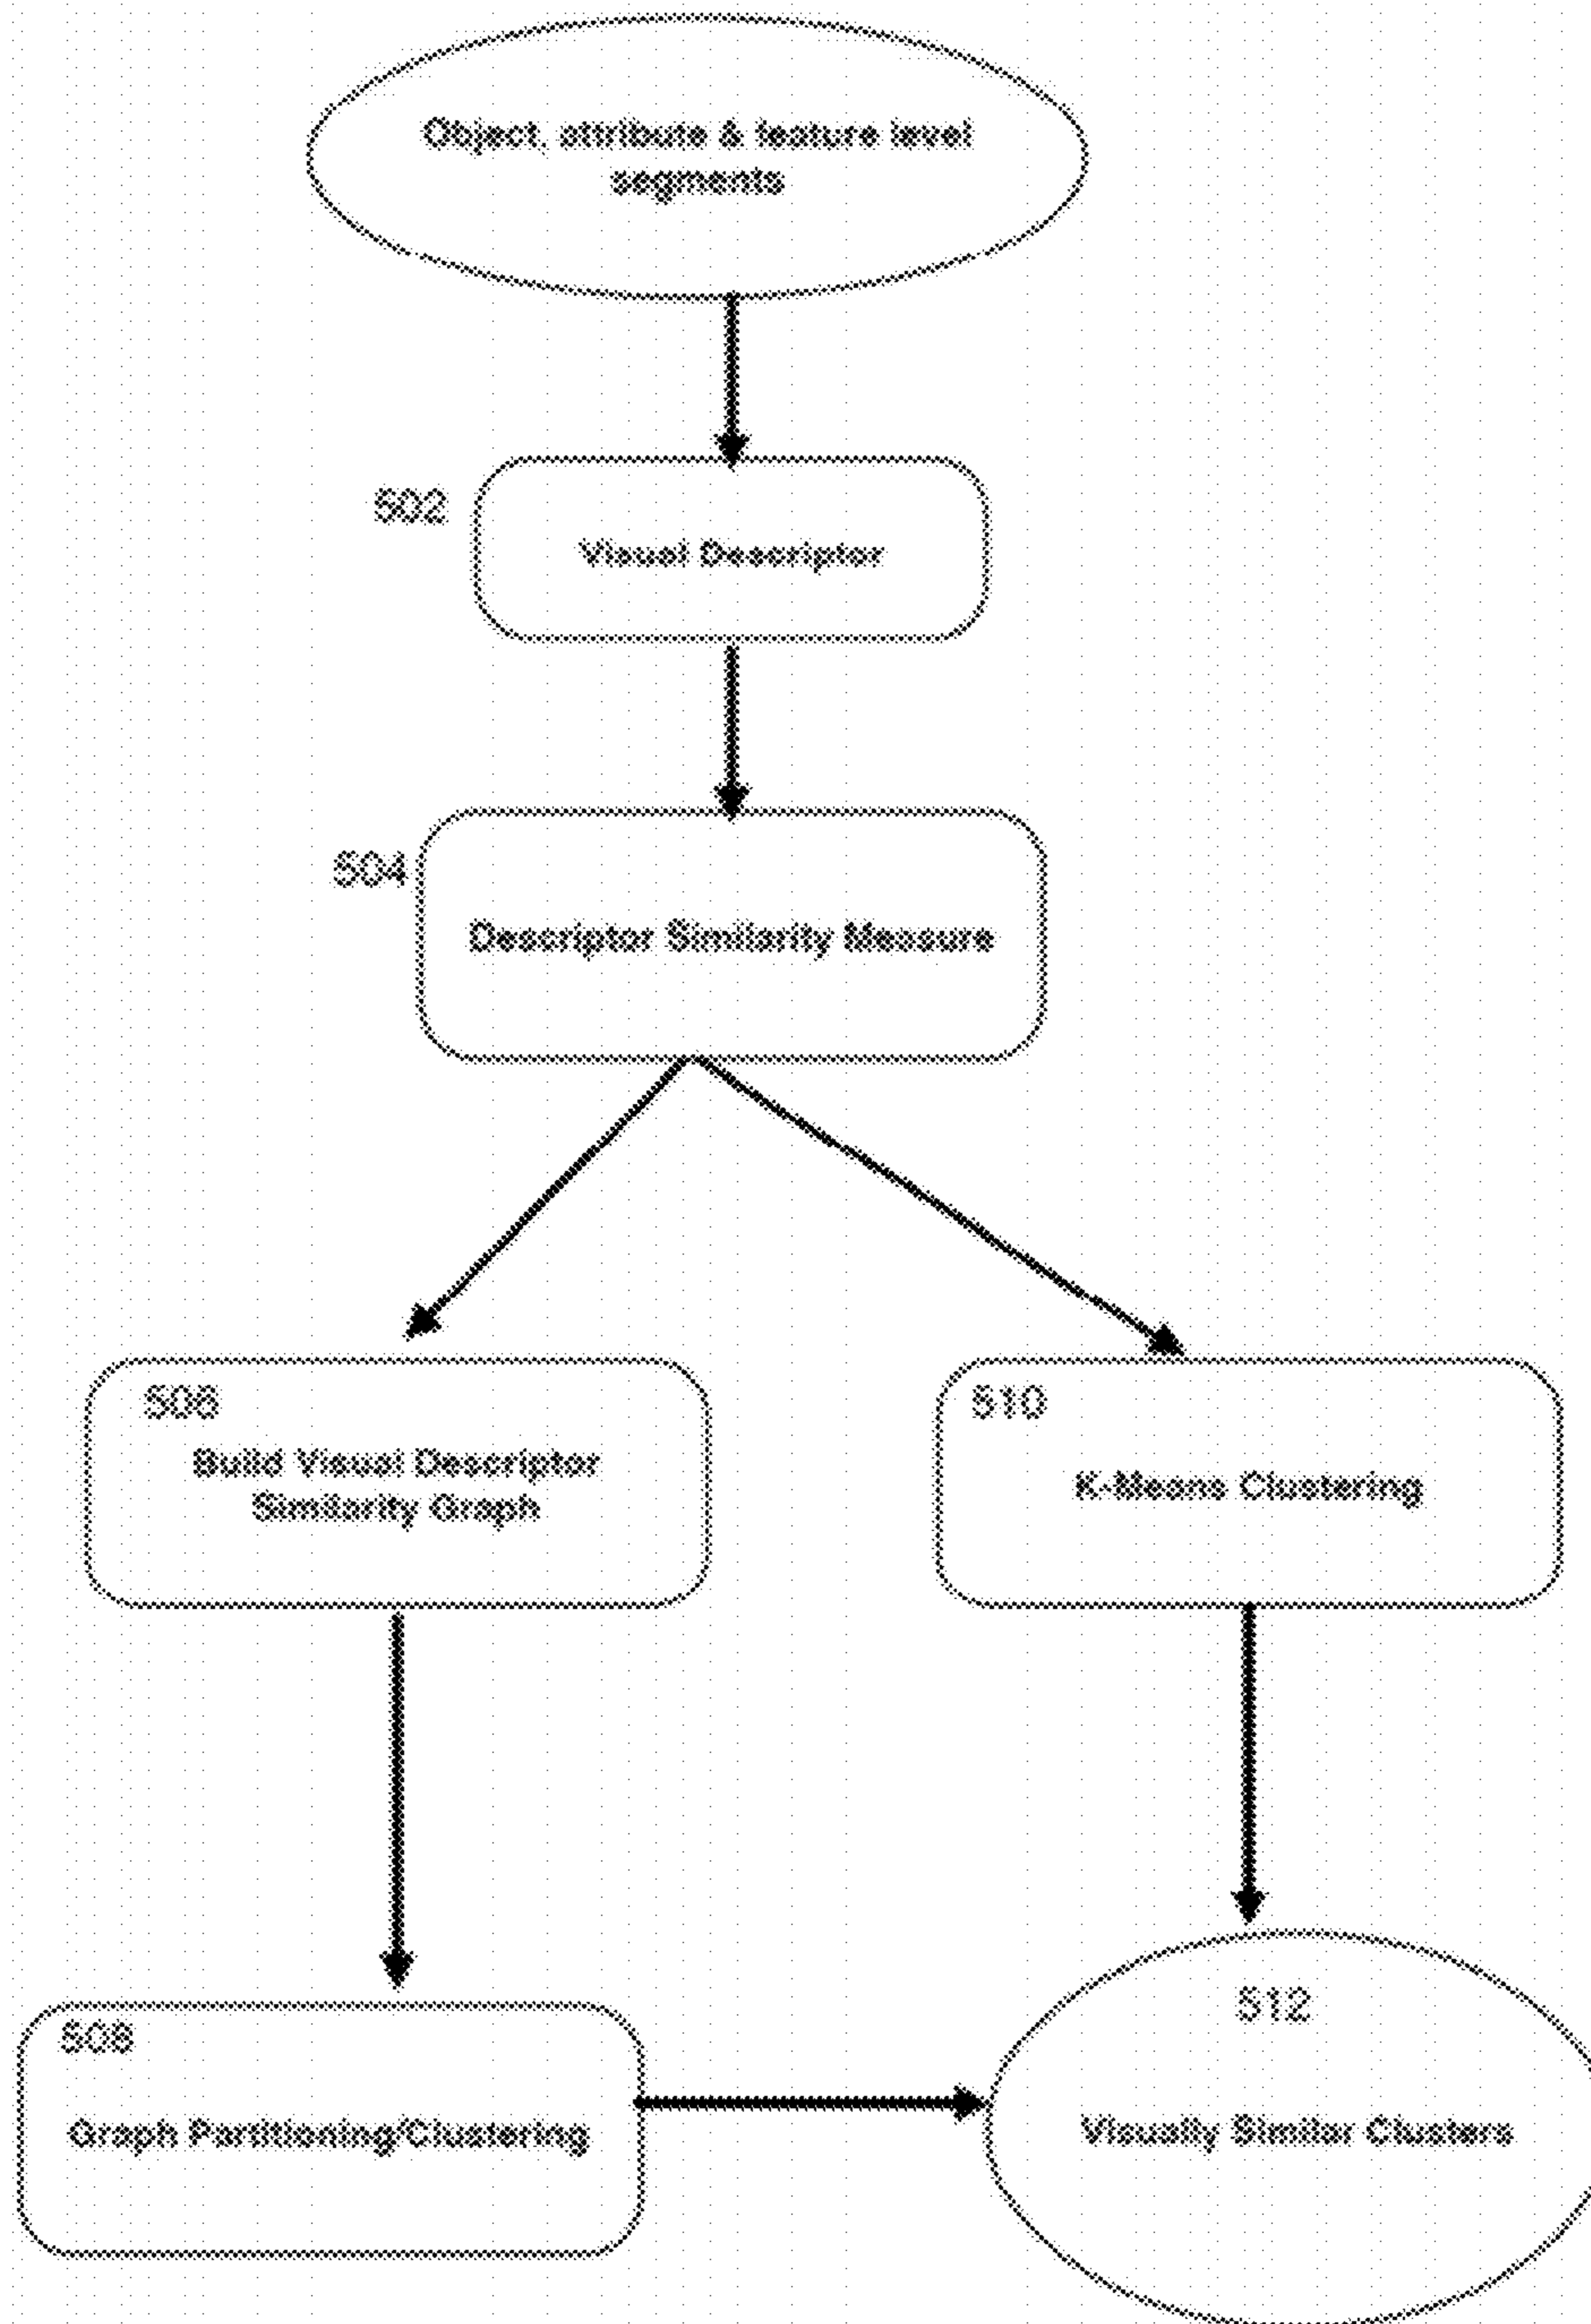 Object, attribute & feature level
segments
502
Visual Descriptor
504
Descriptor Similarity Measure
506
Build Visual Descriptor
Similarity Graph
510
K-Means Clustering
508
Graph Partitioning/Clustering
512
Visually Similar Clusters